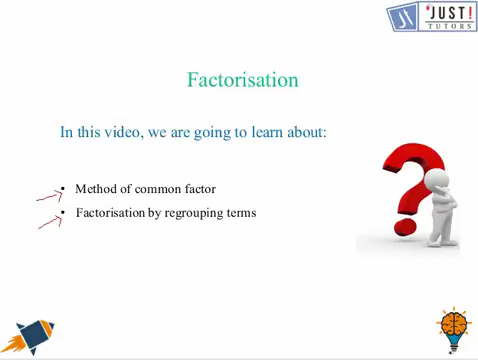 JUST!
TUTORS
Factorisation
In this video, we are going to learn about:
• Method of common factor
• Factorisation by regrouping terms